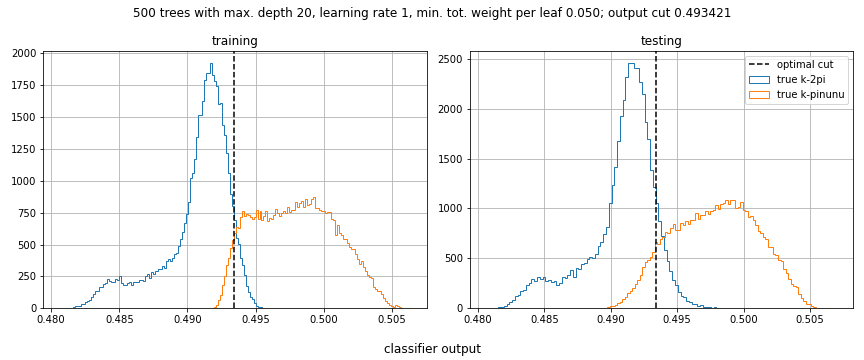 500 trees with max. depth 20, learning rate 1, min. tot. weight per leaf 0.050; output cut 0.493421
training
2000
1750
1500
1250
1000
750
500
250
0
0.480 0.485 0.490 0.495 0.500 0.505
testing
2500
2000
1500
1000
500
0
0.480 0.485 0.490 0.495 0.500 0.505
optimal cut
true k-2pi
true k-pinunu
classifier output